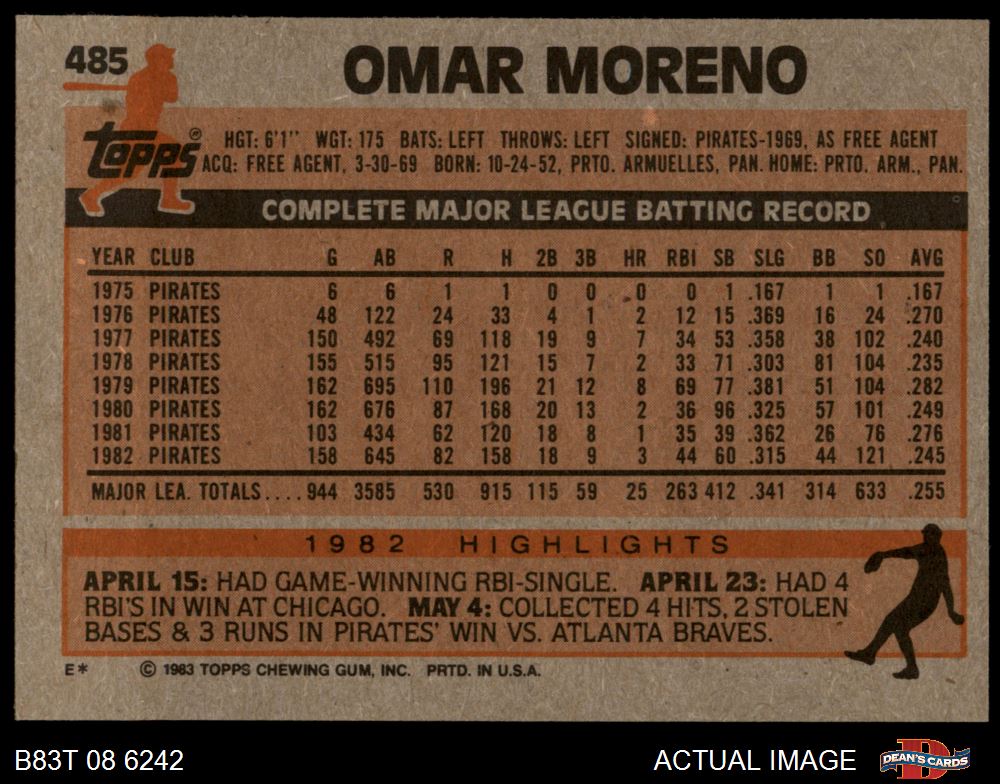 485
OMAR MORENO
topps®
HGT: 6'1" WGT: 175 BATS: LEFT THROWS: LEFT SIGNED: PIRATES-1969, AS FREE AGENT
ACQ: FREE AGENT, 3-30-69 BORN: 10-24-52, PRTO. ARMUELLES, PAN. HOME: PRTO. ARM., PAN.
COMPLETE MAJOR LEAGUE BATTING RECORD
YEAR CLUB G AB R H 2B 3B HR RBI SB SLG BB SO AVG
1975 PIRATES 6 6 1 1 0 0 0 0 1 .167 1 1 .167
1976 PIRATES 48 122 24 33 4 1 2 12 15 .369 16 24 .270
1977 PIRATES 150 492 69 118 19 9 7 34 53 .358 38 102 .240
1978 PIRATES 155 515 95 121 15 7 2 33 71 .303 81 104 .235
1979 PIRATES 162 695 110 196 21 12 8 69 77 .381 51 104 .282
1980 PIRATES 162 676 87 168 20 13 2 36 96 .325 57 101 .249
1981 PIRATES 103 434 62 120 18 8 1 35 39 .362 26 76 .276
1982 PIRATES 158 645 82 158 18 9 3 44 60 .315 44 121 .245
MAJOR LEA. TOTALS.... 944 3585 530 915 115 59 25 263 412 .341 314 633 .255
1982 HIGHLIGHTS
APRIL 15: HAD GAME-WINNING RBI-SINGLE. APRIL 23: HAD 4
RBI'S IN WIN AT CHICAGO. MAY 4: COLLECTED 4 HITS, 2 STOLEN
BASES & 3 RUNS IN PIRATES' WIN VS. ATLANTA BRAVES.
E* © 1983 TOPPS CHEWING GUM, INC. PRTD. IN U.S.A.
B83T 08 6242 ACTUAL IMAGE DEAN'S CARDS